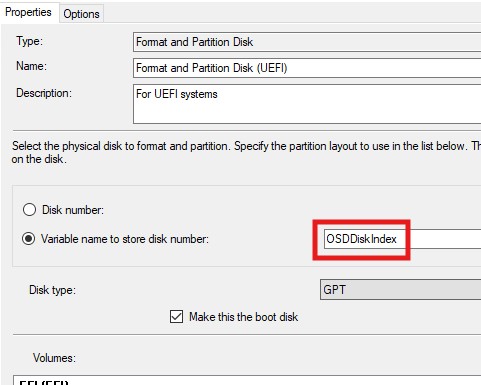 Properties Options
Type: Format and Partition Disk
Name: Format and Partition Disk (UEFI)
Description: For UEFI systems
Select the physical disk to format and partition. Specify the partition layout to use in the list below. Th
on the disk.
Disk number:
Variable name to store disk number: OSDDiskIndex
Disk type: GPT
Make this the boot disk
Volumes:
EFI (EFI)